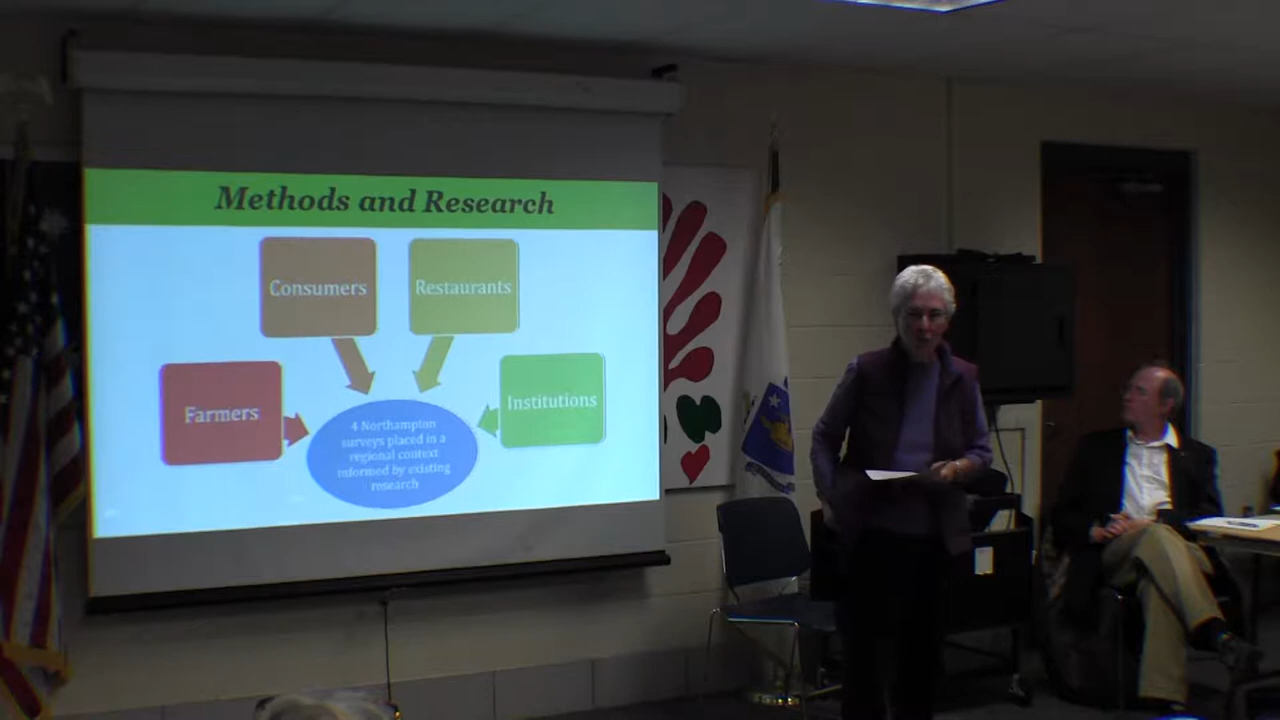 Methods and Research
Consumers
Restaurants
Farmers
Institutions
4 Northampton
surveys placed in a
regional context
informed by existing
research